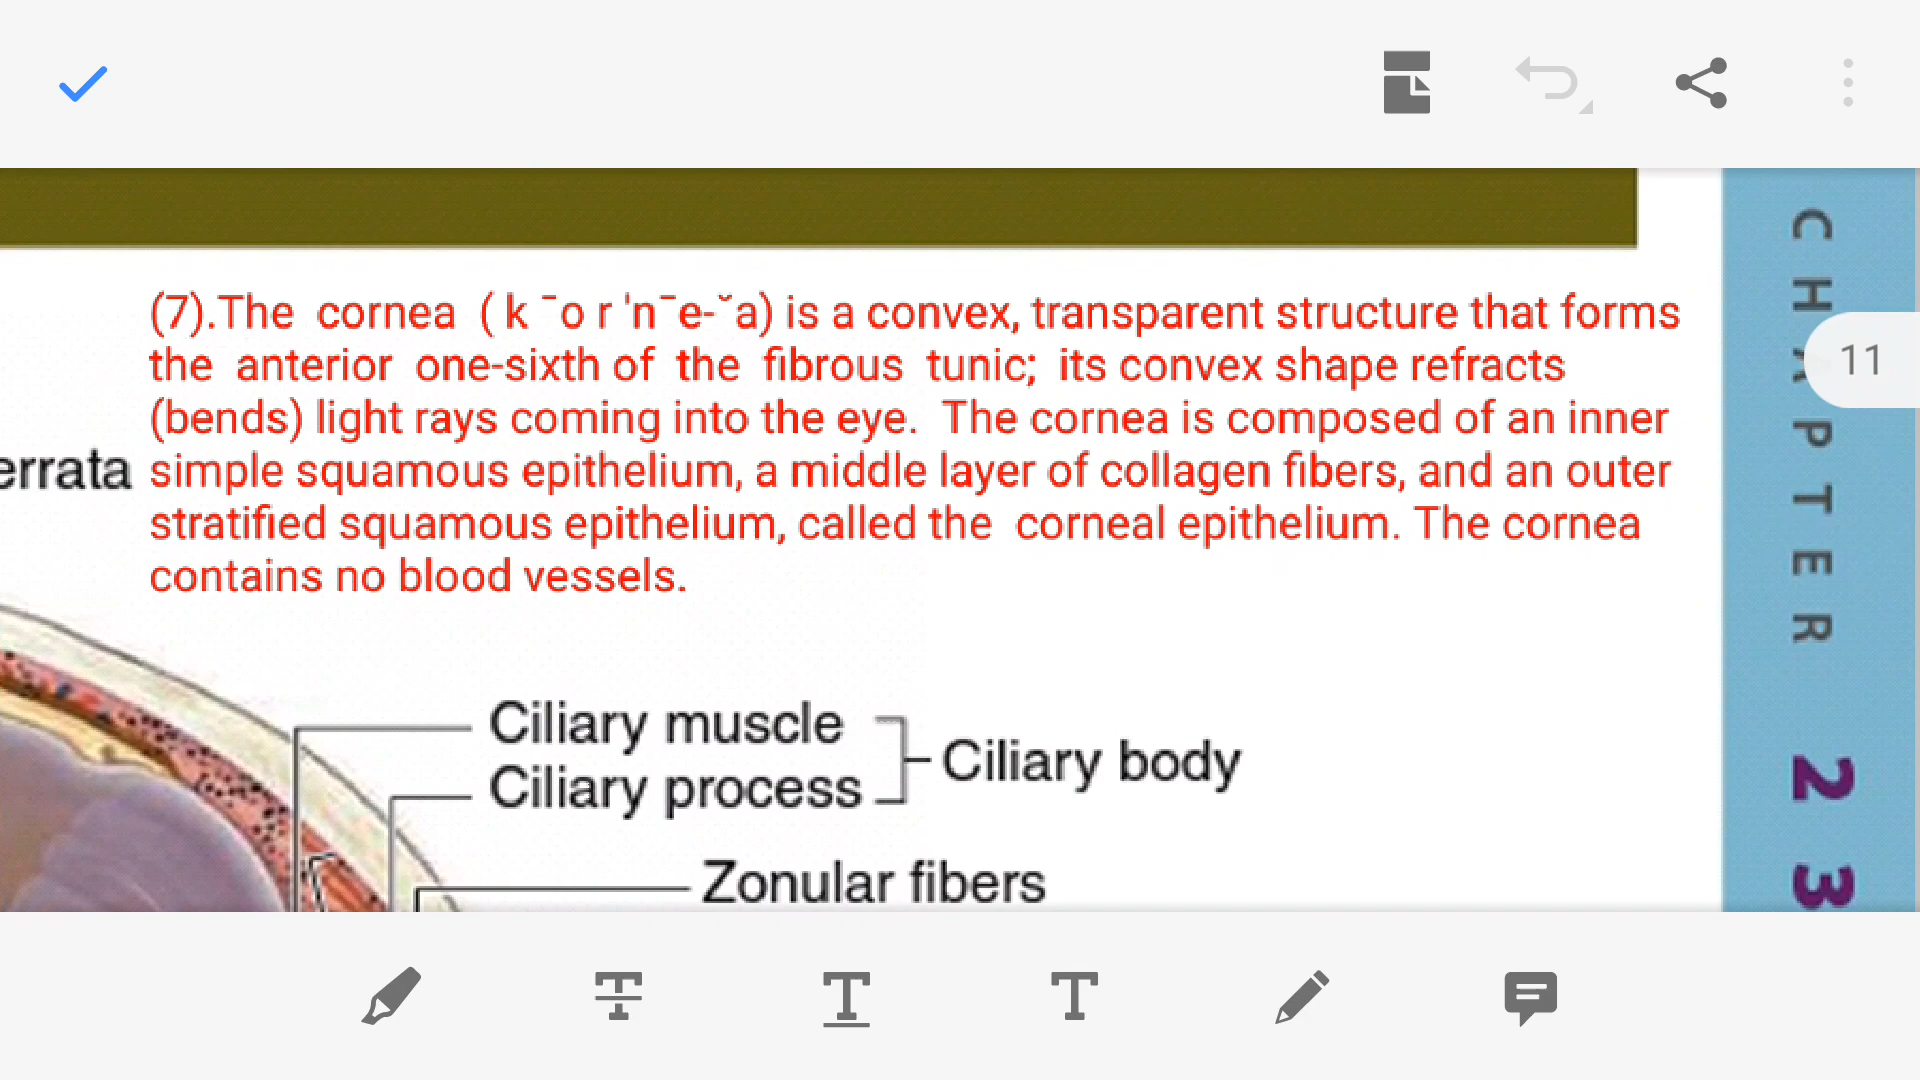 (7).The cornea ( k ¯o r 'n¯e-˘a) is a convex, transparent structure that forms
the anterior one-sixth of the fibrous tunic; its convex shape refracts
(bends) light rays coming into the eye. The cornea is composed of an inner
errata simple squamous epithelium, a middle layer of collagen fibers, and an outer
stratified squamous epithelium, called the corneal epithelium. The cornea
contains no blood vessels.
Ciliary muscle
Ciliary process
Ciliary body
Zonular fibers
CHAPTER 23
11